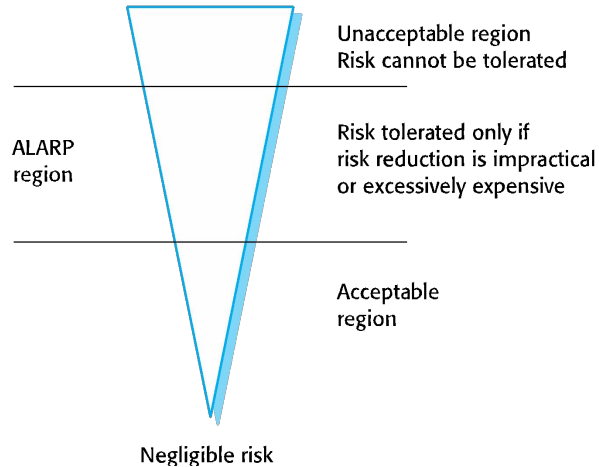 Unacceptable region
Risk cannot be tolerated
ALARP
region
Risk tolerated only if
risk reduction is impractical
or excessively expensive
Acceptable
region
Negligible risk